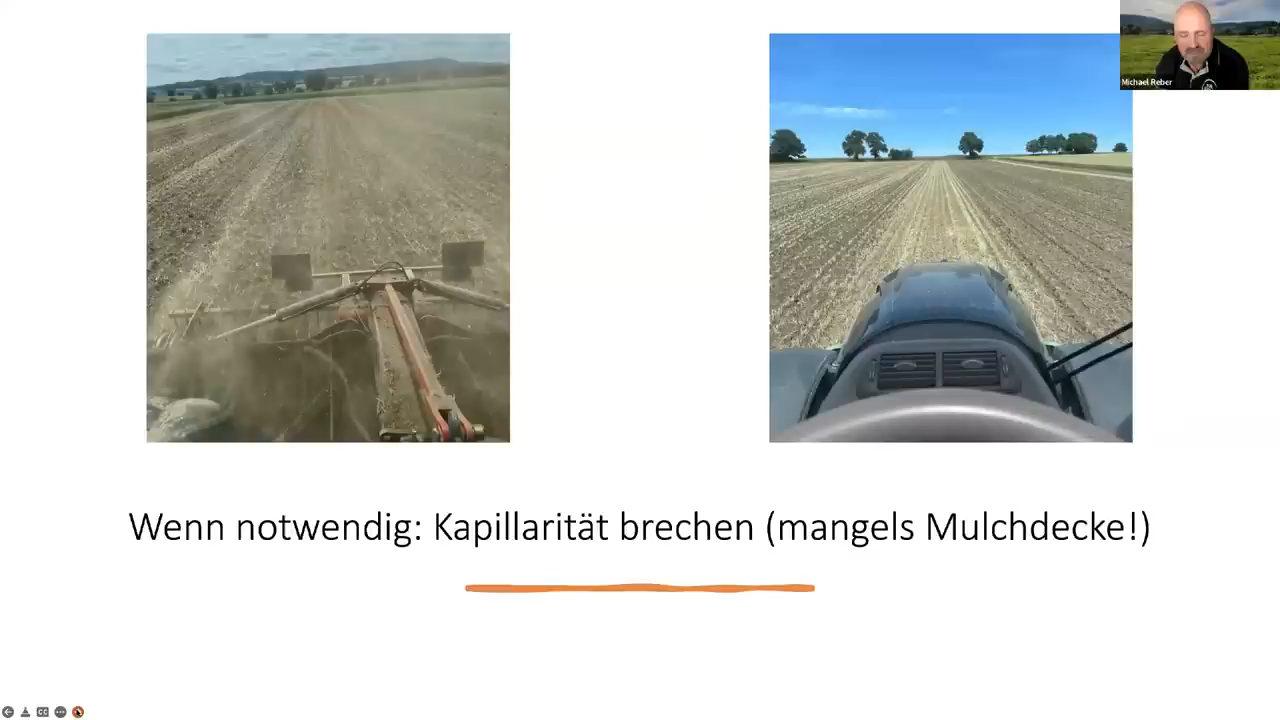 Michael Reber
Wenn notwendig: Kapillarität brechen (mangels Mulchdecke!)